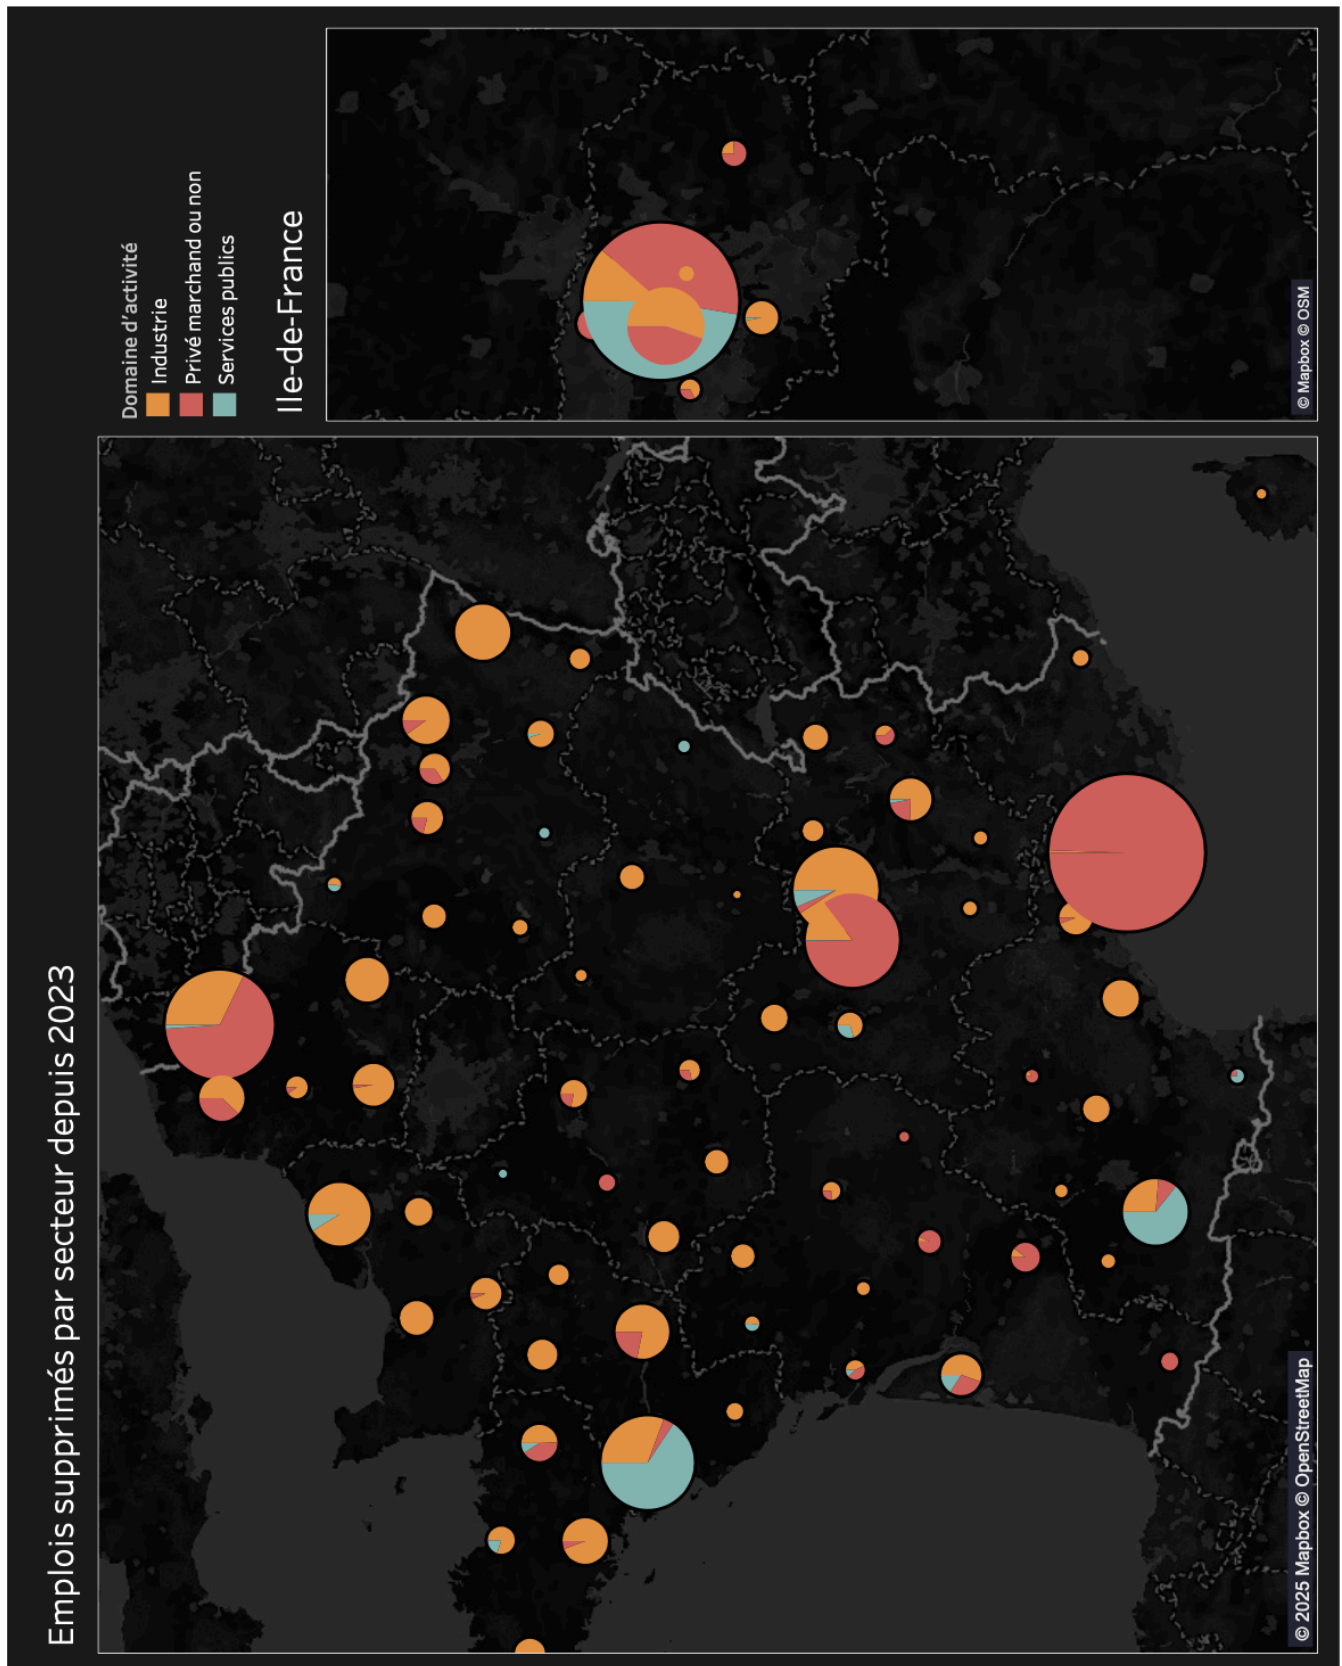 Emplois supprimés par secteur depuis 2023
Domaine d'activité
Industrie
Privé marchand ou non
Services publics
Ile-de-France
© 2025 Mapbox © OpenStreetMap
© Mapbox © OSM